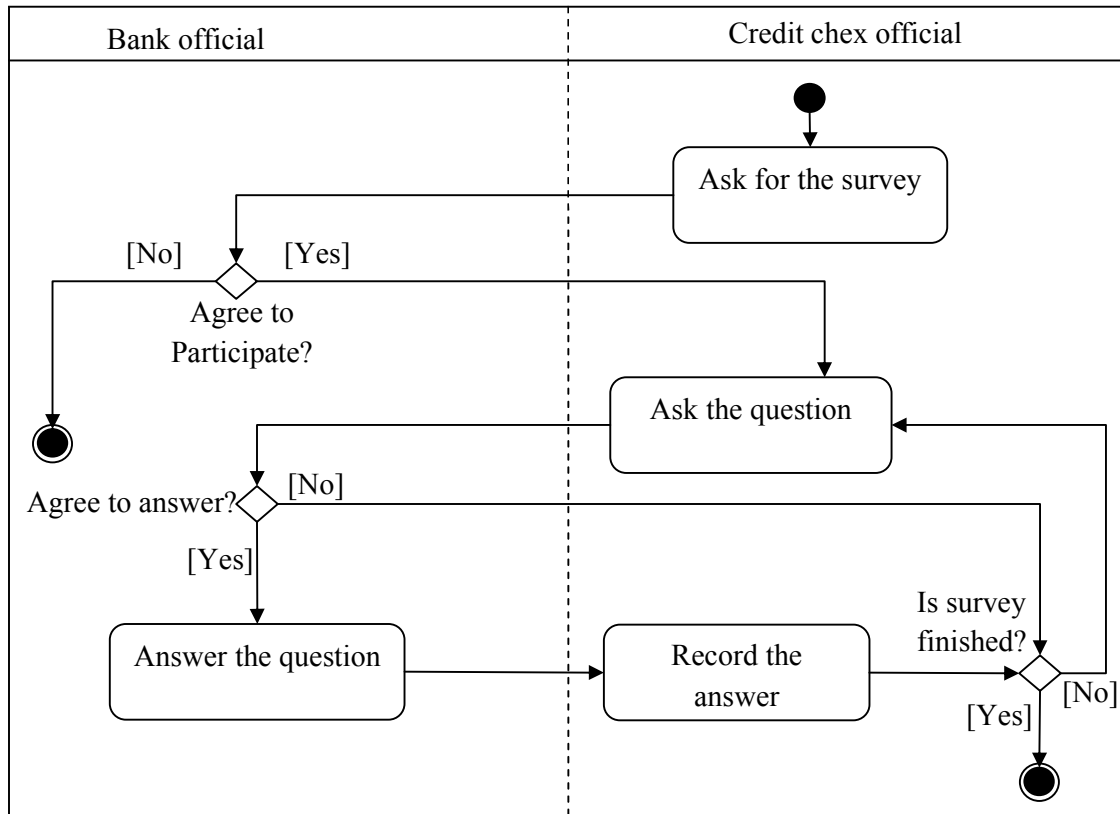 Bank official
Credit chex official
Ask for the survey
[No]
[Yes]
Agree to
Participate?
Ask the question
Agree to answer?
[No]
[Yes]
Answer the question
Record the
answer
Is survey
finished?
[No]
[Yes]